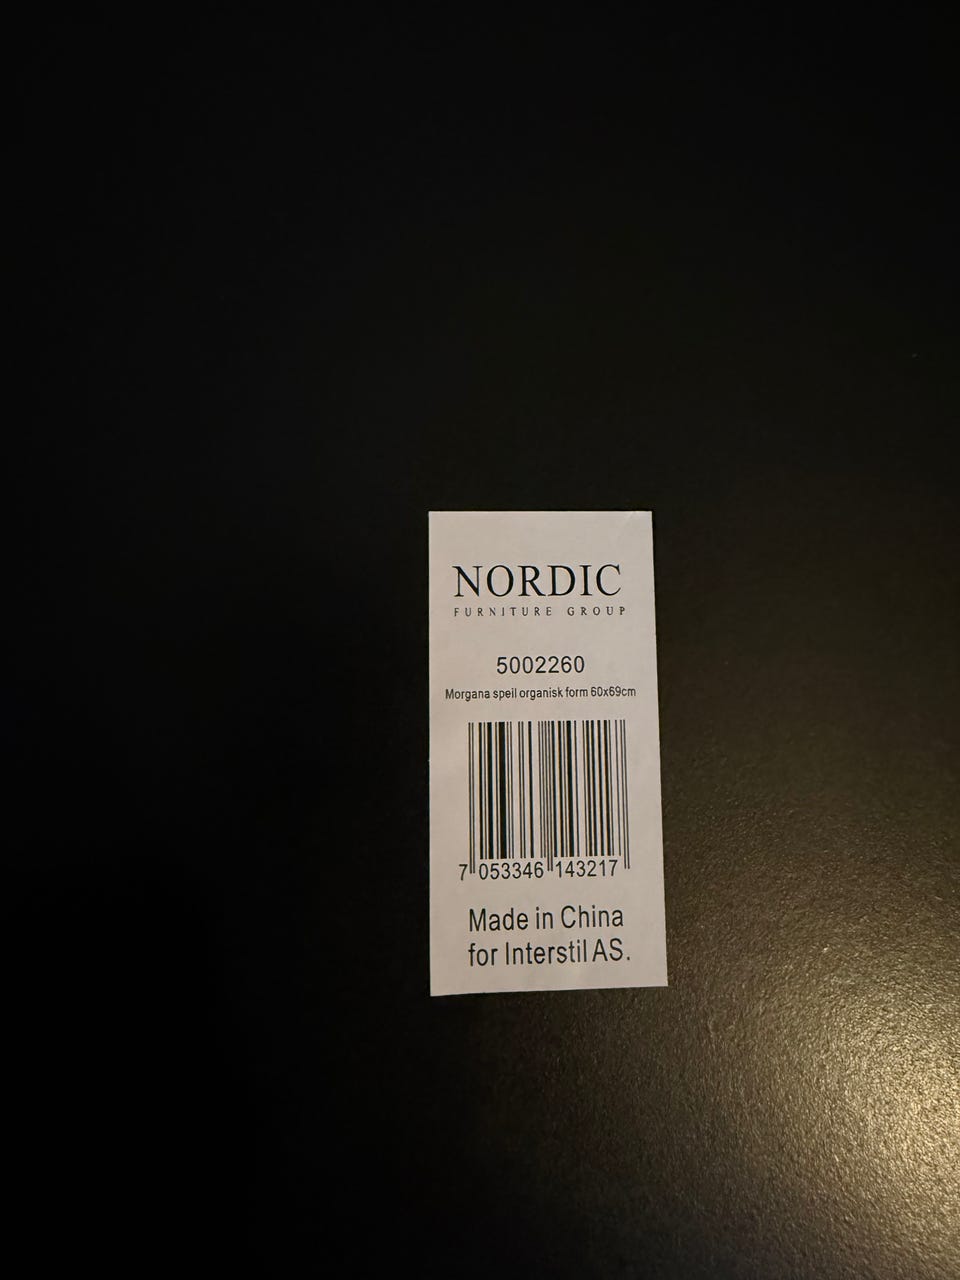 NORDIC
FURNITURE GROUP
5002260
Morgana speil organisk form 60x69cm
7 053346 143217
Made in China
for Interstil AS.